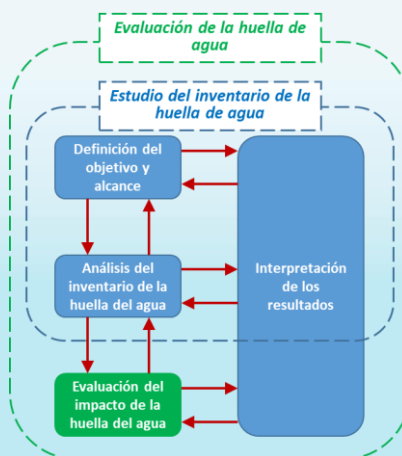 Evaluación de la huella de
agua
Estudio del inventario de la
huella de agua
Definición del
objetivo y
alcance
Análisis del
inventario de la
huella del agua
Interpretación
de los
resultados
Evaluación del
impacto de la
huella del agua